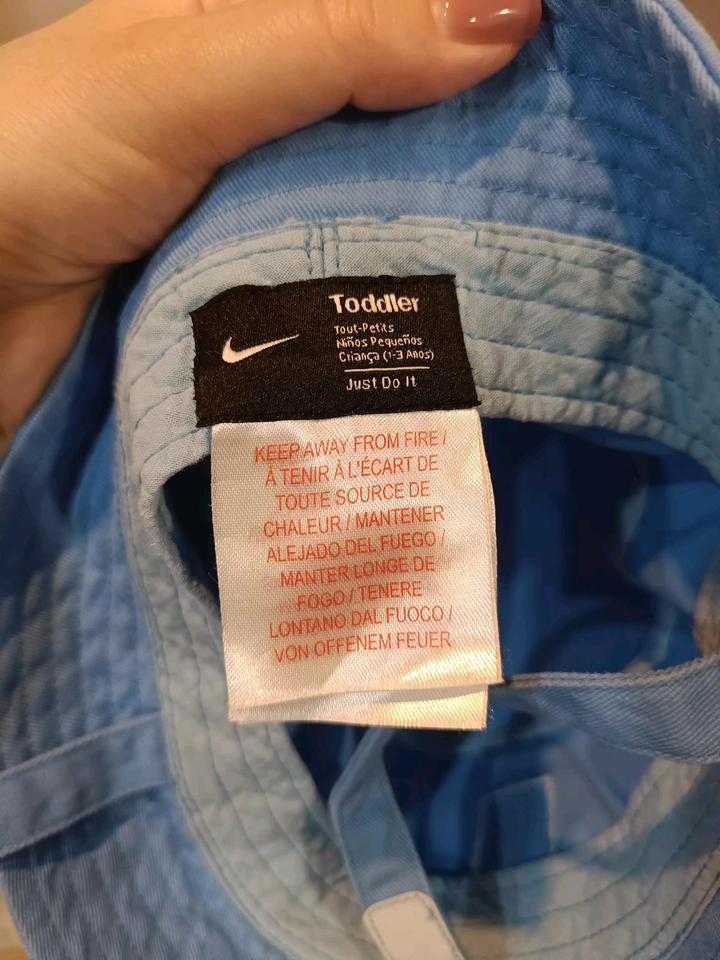 Toddler
Tout-Petits
Niños Pequeños
Criança (1-3 Anos)
Just Do It
KEEP AWAY FROM FIRE /
À TENIR À L'ÉCART DE
TOUTE SOURCE DE
CHALEUR / MANTENER
ALEJADO DEL FUEGO /
MANTER LONGE DE
FOGO / TENERE
LONTANO DAL FUOCO /
VON OFFENEM FEUER